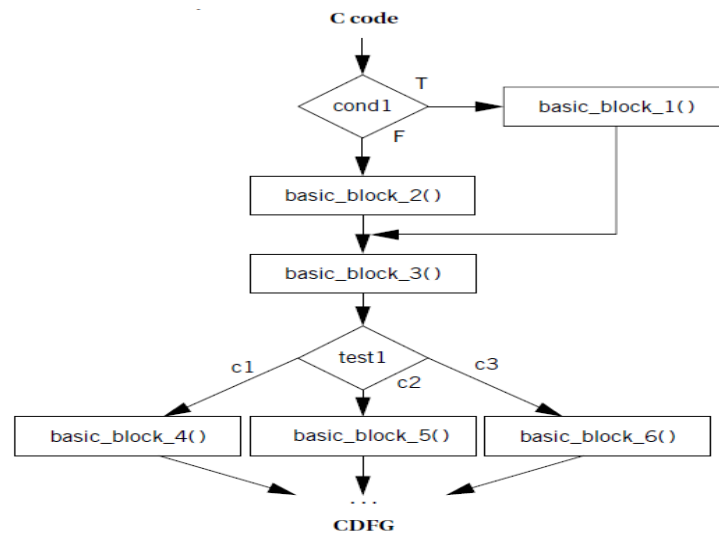 C code
T
cond1
basic_block_1()
F
basic_block_2()
basic_block_3()
test1
c1
c2
c3
basic_block_4()
basic_block_5()
basic_block_6()
...
CDFG